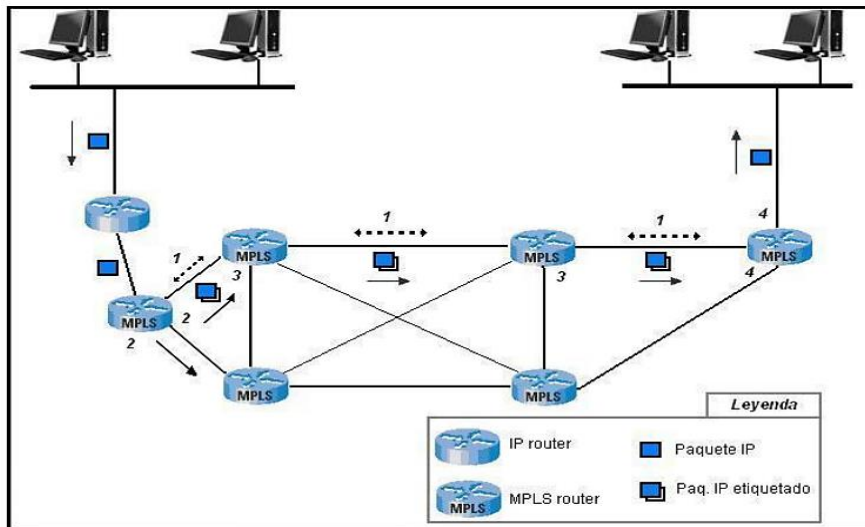 1
1
1
4
MPLS
MPLS
MPLS
3
3
4
MPLS
2
2
MPLS
MPLS
Leyenda
IP router
Paquete IP
MPLS
MPLS router
Paq. IP etiquetado